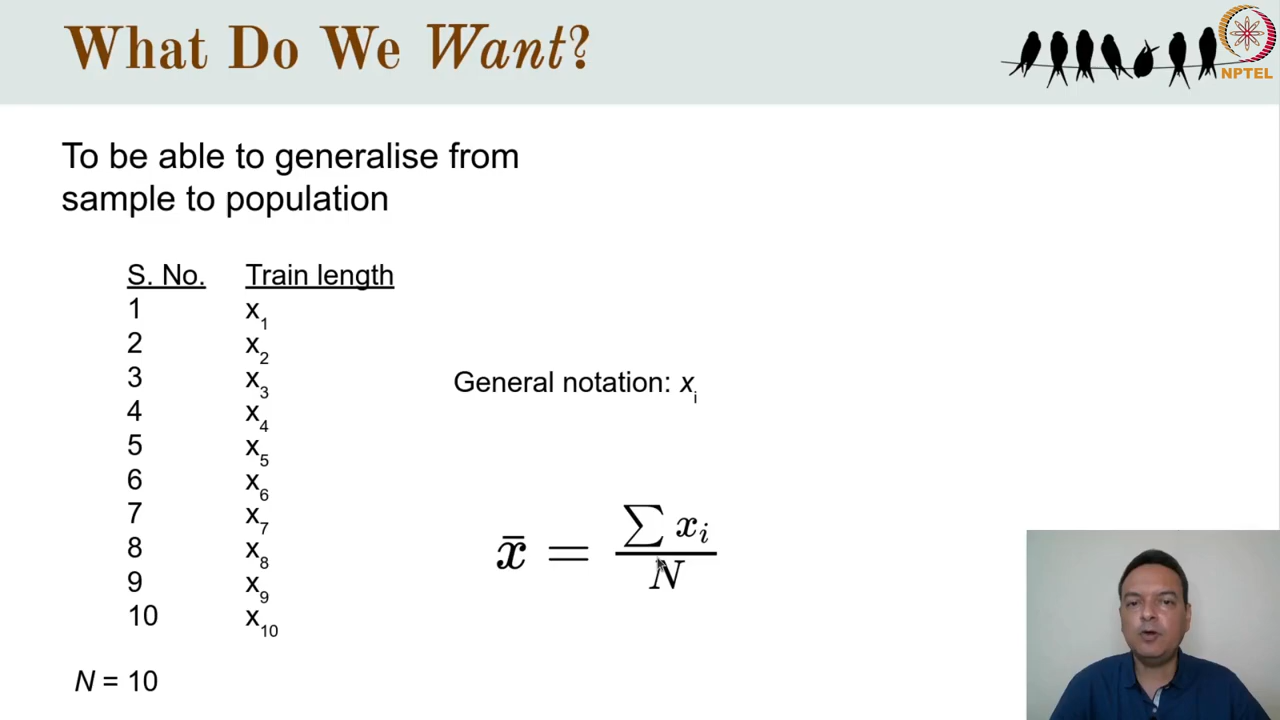 What Do We Want?
NPTEL
To be able to generalise from
sample to population
S. No. Train length
1 x₁
2 x₂
3 x₃
4 x₄
5 x₅
6 x₆
7 x₇
8 x₈
9 x₉
10 x₁₀
General notation: xᵢ
x̄ = ∑ xᵢ / N
N = 10